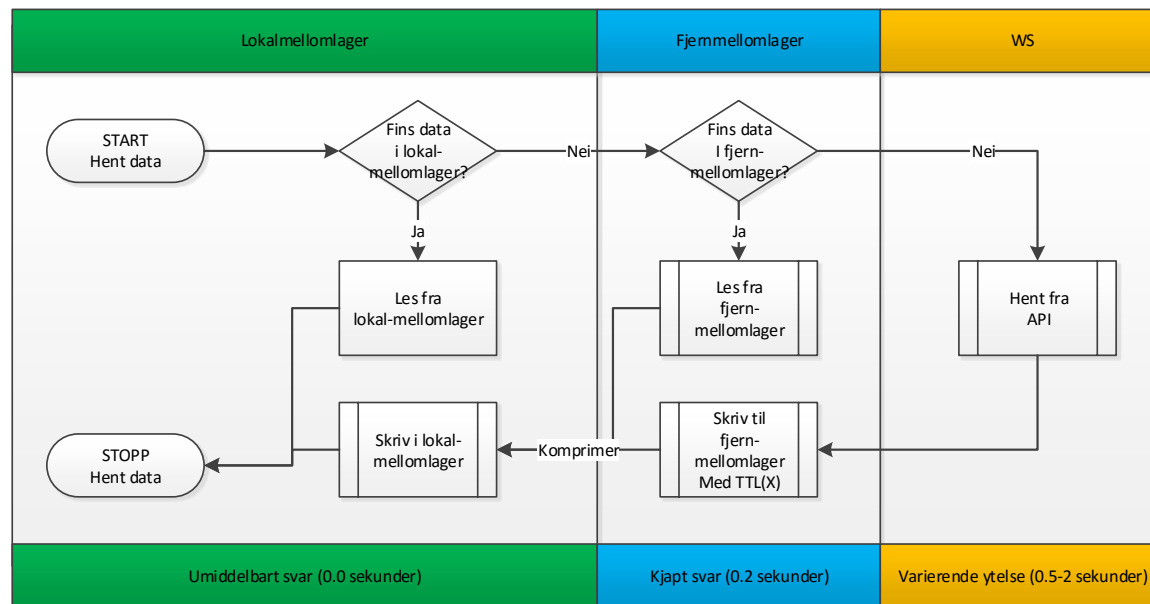 Lokalmellomlager
Fjernmellomlager
WS
START
Hent data
Fins data
i lokal-
mellomlager?
Nei
Fins data
I fjern-
mellomlager?
Nei
Ja
Ja
Les fra
lokal-mellomlager
Les fra
fjern-
mellomlager
Hent fra
API
STOPP
Hent data
Skriv i lokal-
mellomlager
Komprimer
Skriv til
fjern-
mellomlager
Med TTL(X)
Umiddelbart svar (0.0 sekunder)
Kjapt svar (0.2 sekunder)
Varierende ytelse (0.5-2 sekunder)